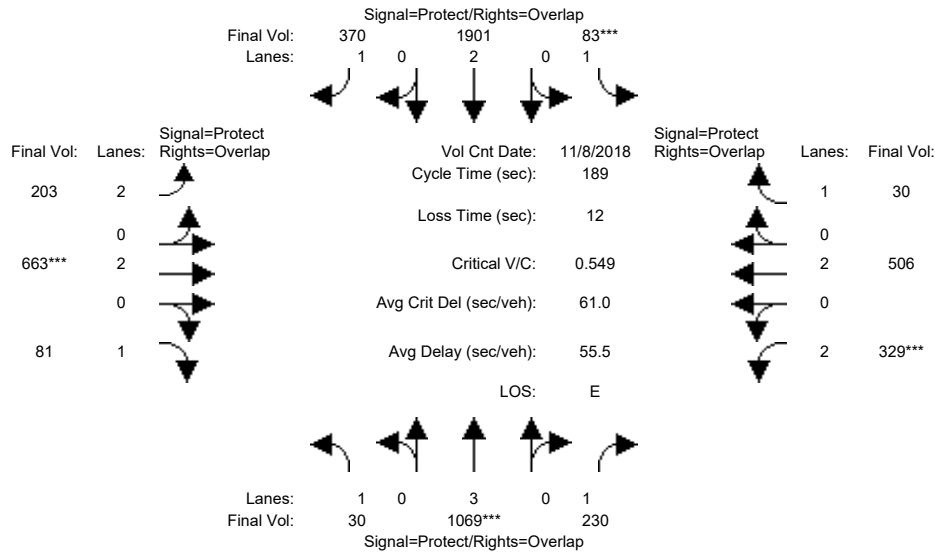 Signal=Protect/Rights=Overlap
Final Vol: 370 1901 83***
Lanes: 1 0 2 0 1
Signal=Protect
Final Vol: Lanes: Rights=Overlap
Vol Cnt Date: 11/8/2018
Signal=Protect
Rights=Overlap Lanes: Final Vol:
Cycle Time (sec): 189
203 2
1 30
Loss Time (sec): 12
0
0
663*** 2
Critical V/C: 0.549
2 506
0
Avg Crit Del (sec/veh): 61.0
0
81 1
Avg Delay (sec/veh): 55.5
2 329***
LOS: E
Lanes: 1 0 3 0 1
Final Vol: 30 1069*** 230
Signal=Protect/Rights=Overlap